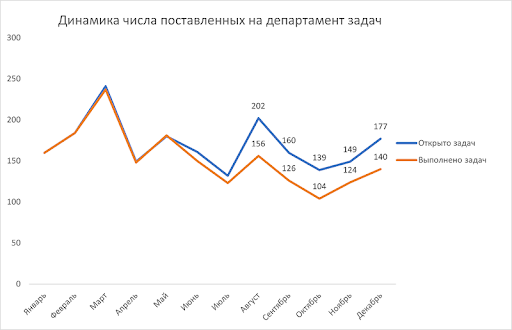 Динамика числа поставленных на департамент задач
300
250
200
150
100
50
0
202
160
139
149
177
156
126
104
124
140
Открыто задач
Выполнено задач
Январь
Февраль
Март
Апрель
Май
Июнь
Июль
Август
Сентябрь
Октябрь
Ноябрь
Декабрь